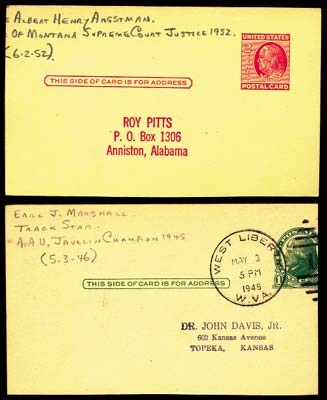 Albert Henry Angstman.
Of Montana Supreme Court Justice 1952.
(6-2-52)
UNITED STATES
POSTAL CARD
THIS SIDE OF CARD IS FOR ADDRESS
ROY PITTS
P. O. Box 1306
Anniston, Alabama
Earl J. Marshall
Track Star.
A.A.U. Javelin Champion 1945
(5-3-46)
WEST LIBER
MAY 3
5 PM
1946
W. VA.
THIS SIDE OF CARD IS FOR ADDRESS
DR. JOHN DAVIS, JR.
603 Kansas Avenue
TOPEKA, KANSAS